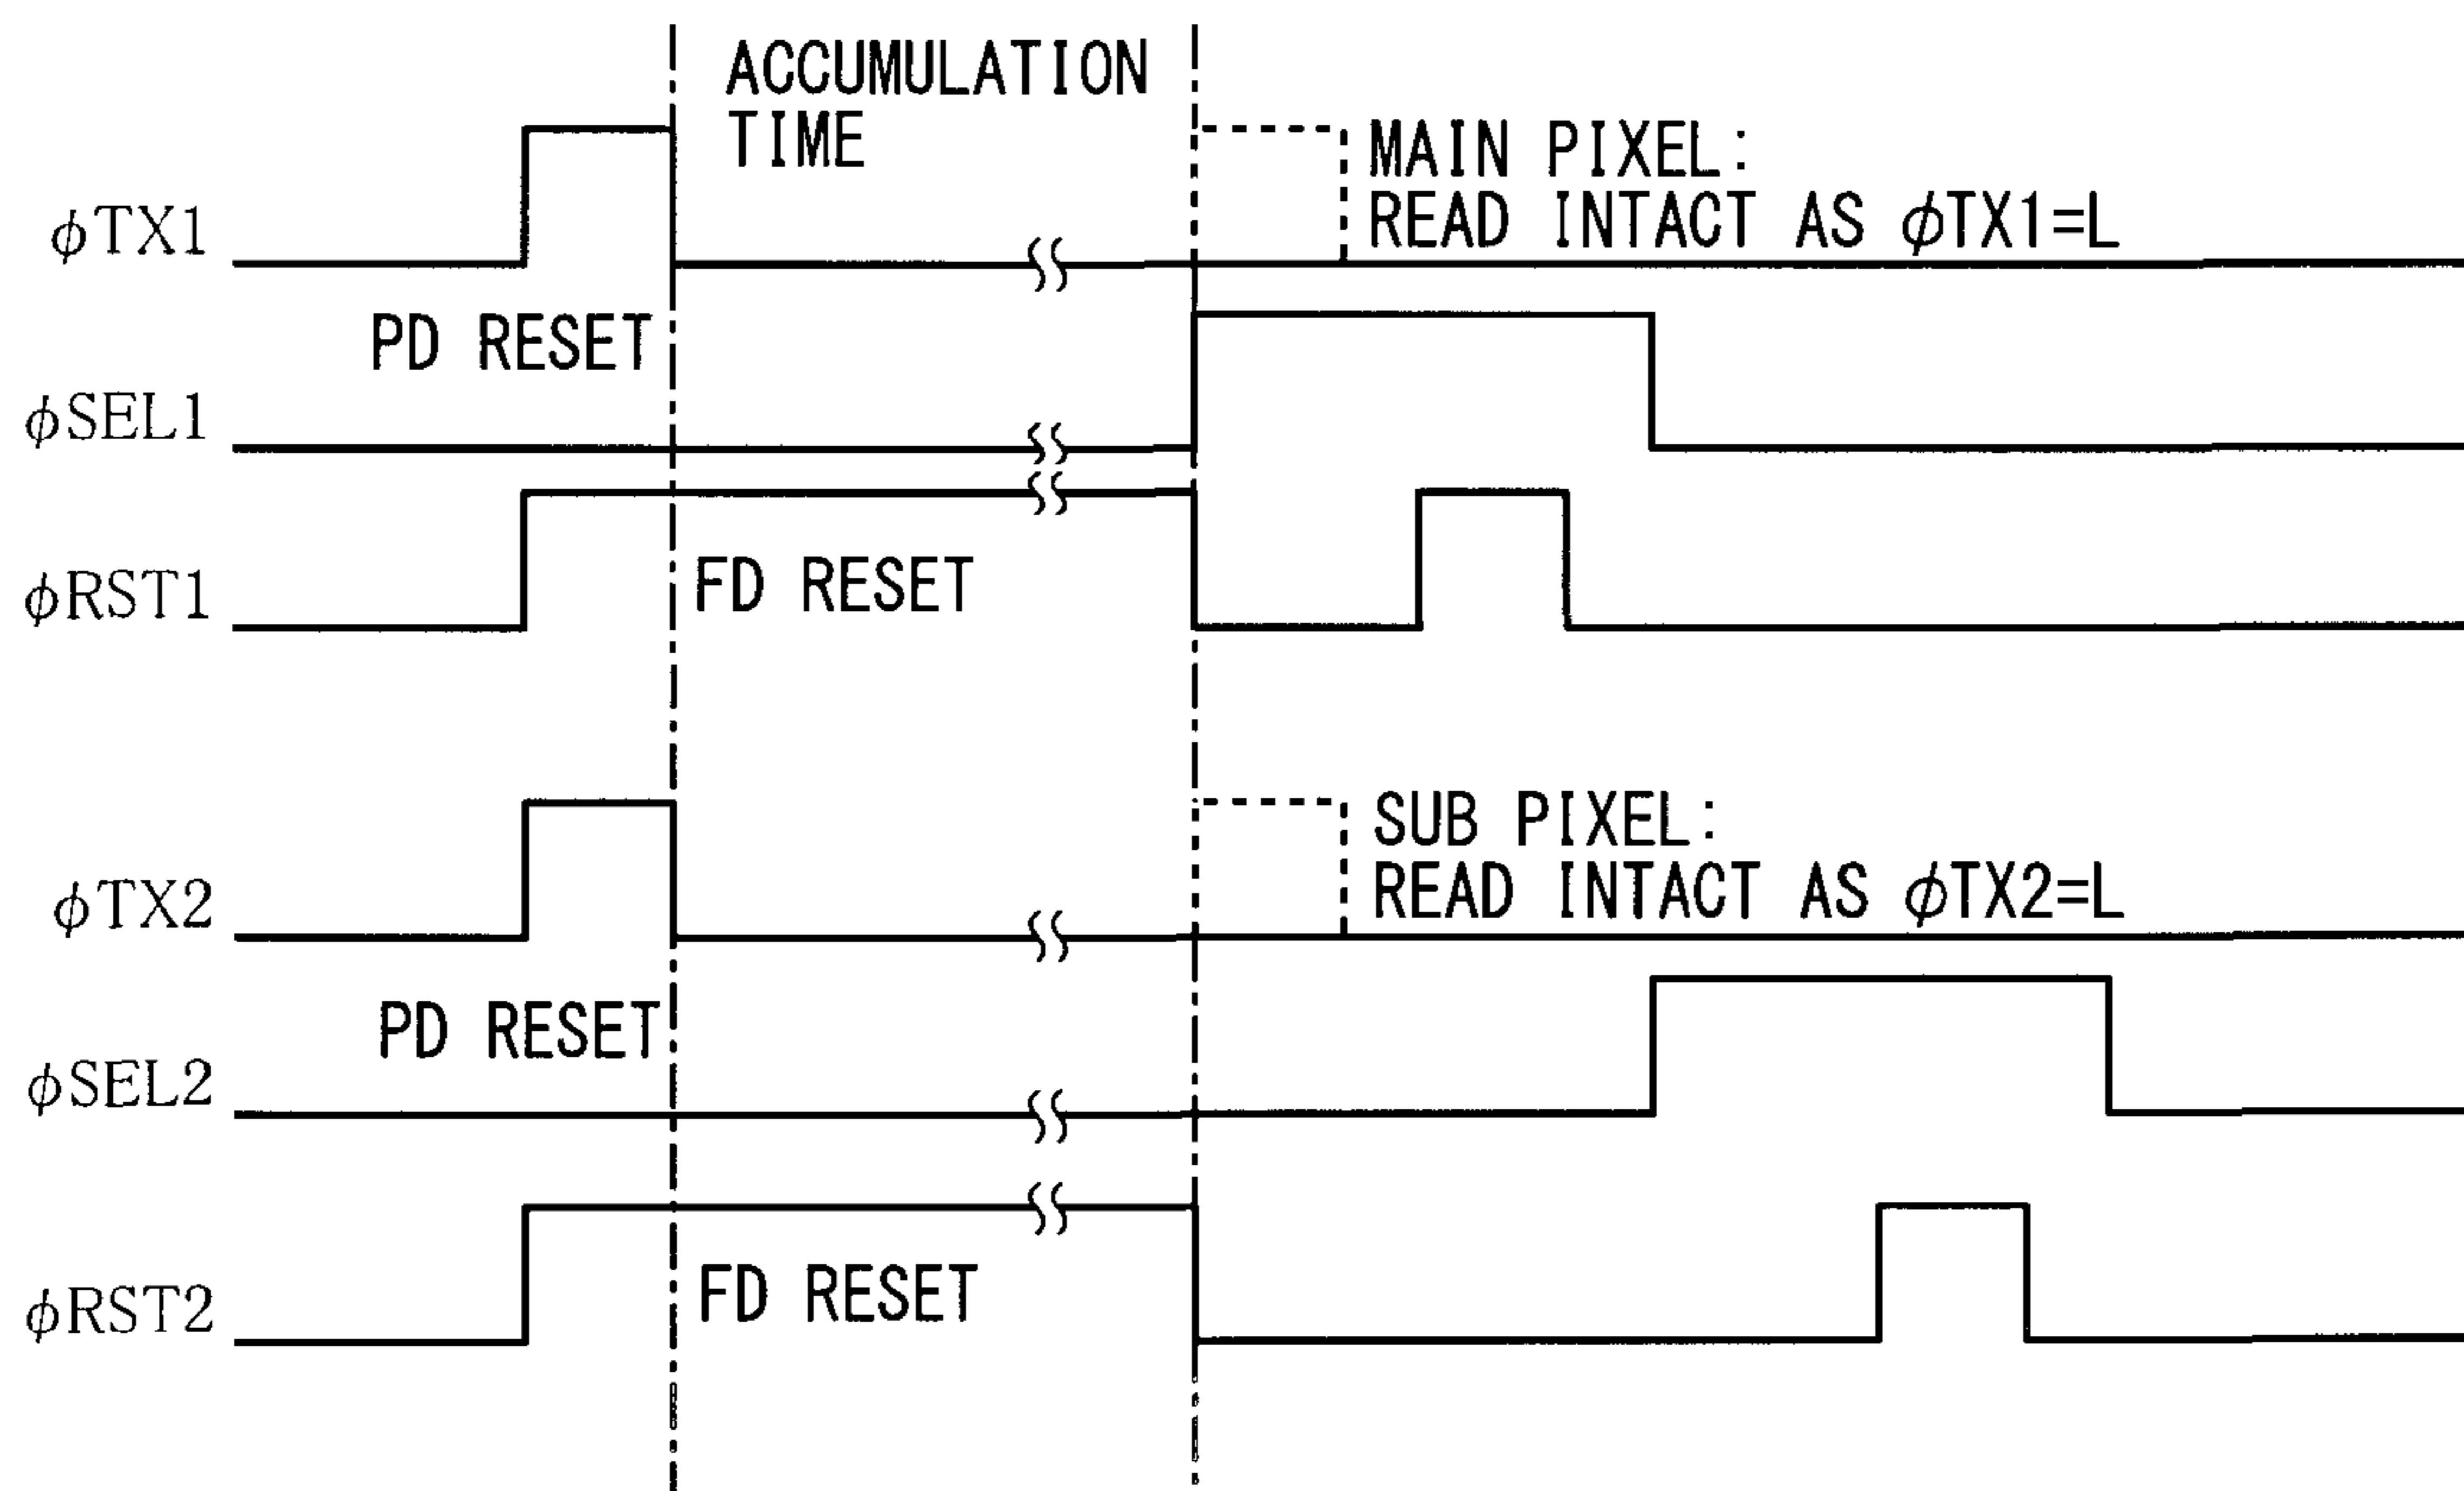 ACCUMULATION
TIME
MAIN PIXEL:
φTX1
READ INTACT AS φTX1=L
PD RESET
φSEL1
φRST1
FD RESET
SUB PIXEL:
φTX2
READ INTACT AS φTX2=L
PD RESET
φSEL2
FD RESET
φRST2